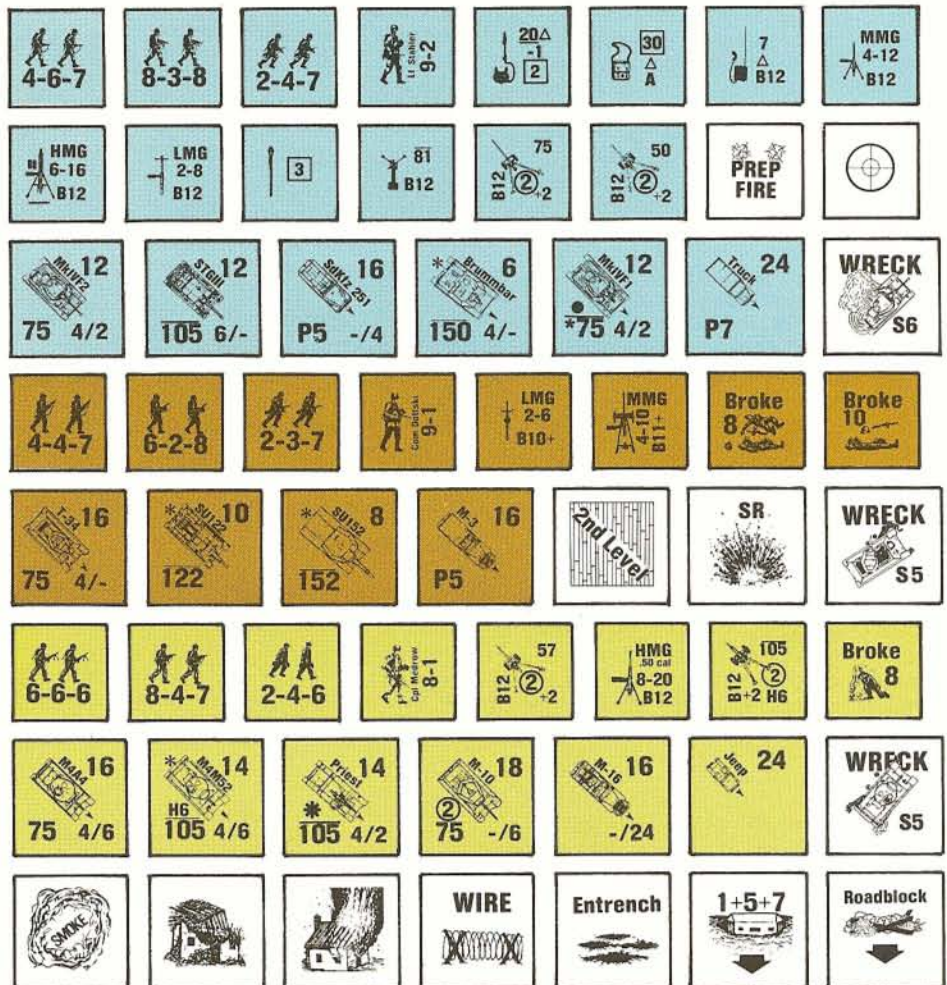 4-6-7
8-3-8
2-4-7
Lt Stahler
9-2
20△
-1
2
30
△
A
7
△
B12
MMG
4-12
B12
HMG
6-16
B12
LMG
2-8
B12
3
81
B12
75
B12
2
+2
50
B12
2
+2
PREP
FIRE
12
MkIVF2
75 4/2
12
STGIII
105 6/-
16
SdKfz 251
P5 -/4
* 6
Brumbar
150 4/-
12
MkIVF1
*75 4/2
24
Truck
P7
WRECK
S6
4-4-7
6-2-8
2-3-7
9-1
LMG
2-6
B10+
MMG
4-10
B11+
Broke
8
Broke
10
16
T-34
75 4/-
* 10
SU122
122
* 8
SU152
152
16
M-3
P5
2nd Level
SR
WRECK
S5
6-6-6
8-4-7
2-4-6
Cpl Medrow
8-1
57
B12
2
+2
HMG
.50 cal
8-20
B12
105
B12
2
+2 H6
Broke
8
16
M4A4
75 4/6
* 14
M4M52
H6
105 4/6
14
Priest
*
105 4/2
18
M-10
2
75 -/6
16
M-16
-/24
24
Jeep
WRECK
S5
SMOKE
WIRE
Entrench
1+5+7
Roadblock